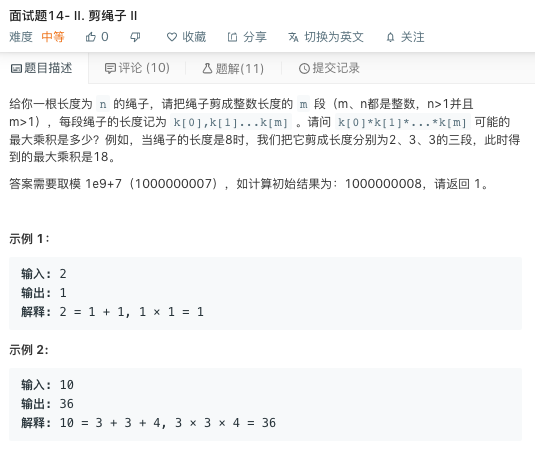 面试题14- II. 剪绳子 II
难度 中等 0 收藏 分享 切换为英文 关注
题目描述 评论 (10) 题解(11) 提交记录
给你一根长度为 n 的绳子，请把绳子剪成整数长度的 m 段（m、n都是整数，n>1并且
m>1），每段绳子的长度记为 k[0],k[1]...k[m] 。请问 k[0]*k[1]*...*k[m] 可能的
最大乘积是多少？例如，当绳子的长度是8时，我们把它剪成长度分别为2、3、3的三段，此时得
到的最大乘积是18。
答案需要取模 1e9+7（1000000007），如计算初始结果为：1000000008，请返回 1。
示例 1：
输入: 2
输出: 1
解释: 2 = 1 + 1, 1 × 1 = 1
示例 2:
输入: 10
输出: 36
解释: 10 = 3 + 3 + 4, 3 × 3 × 4 = 36